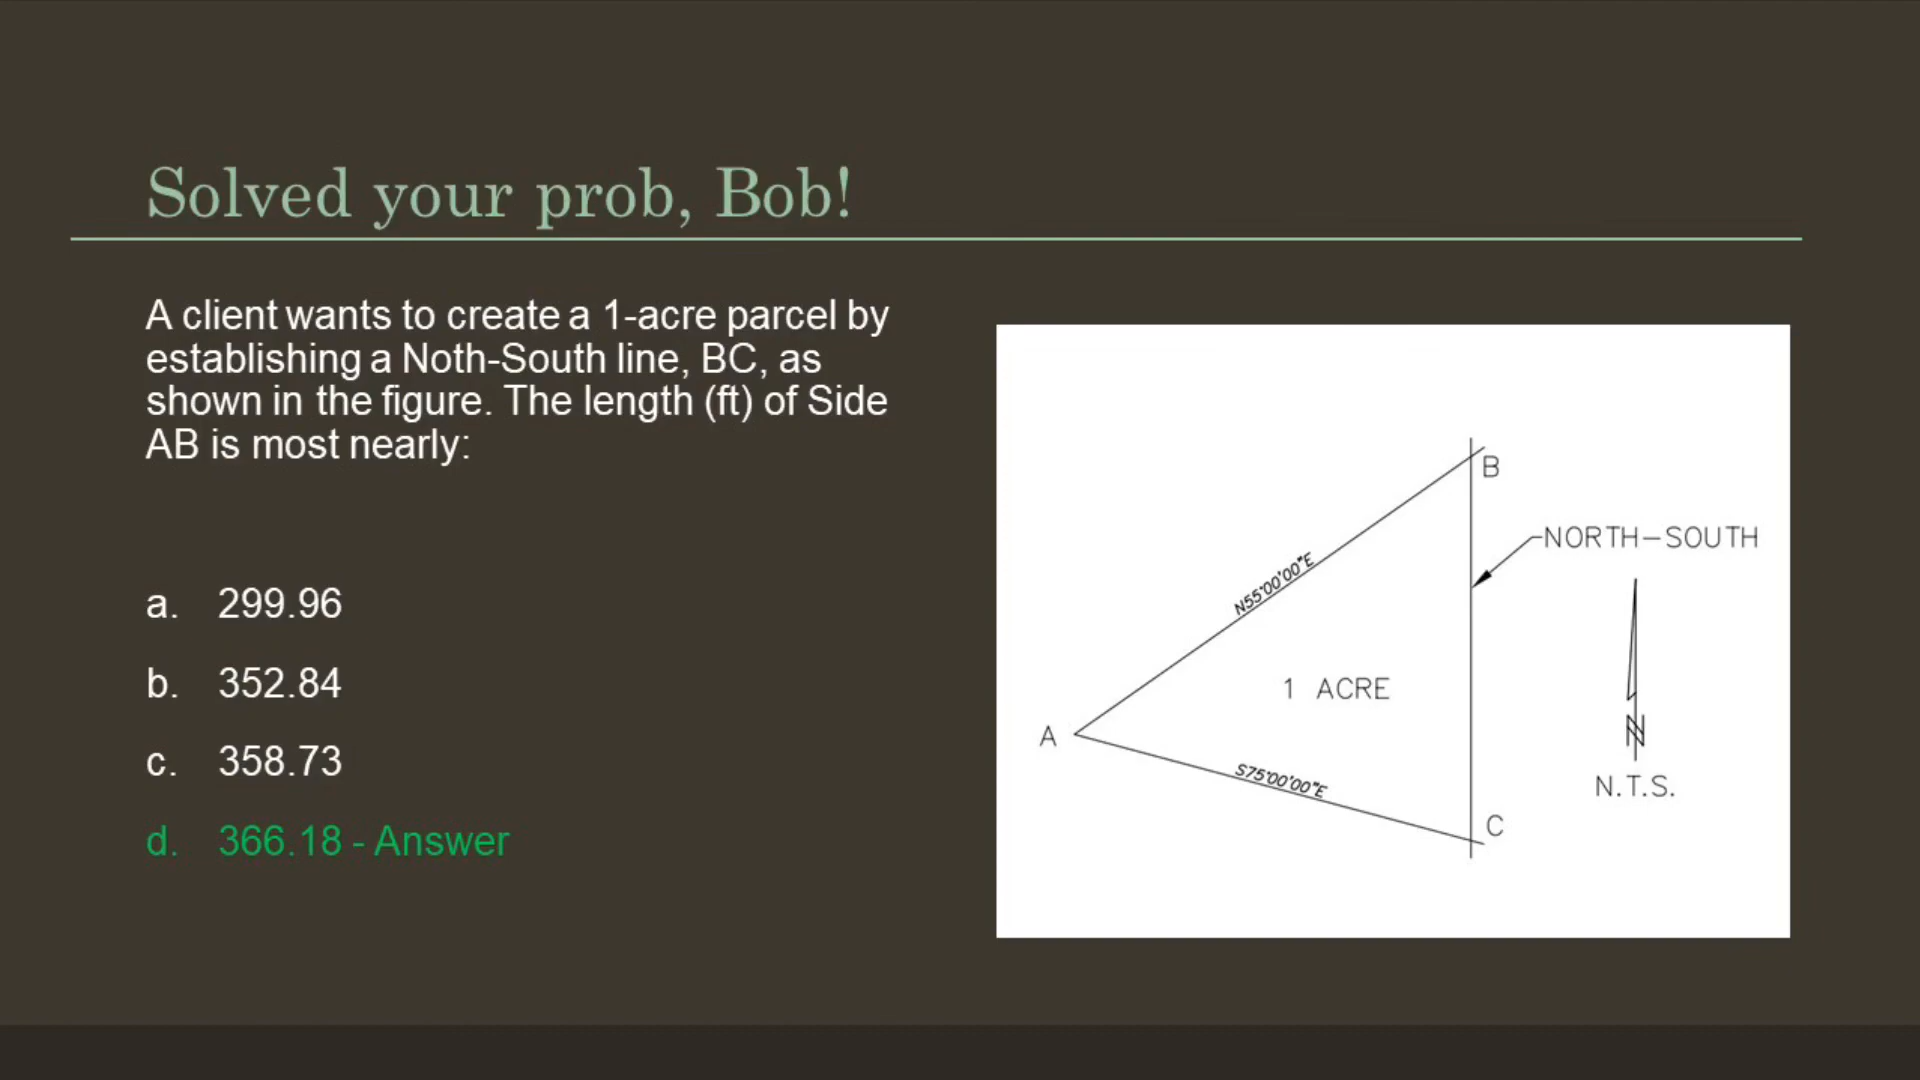 Solved your prob, Bob!
A client wants to create a 1-acre parcel by
establishing a Noth-South line, BC, as
shown in the figure. The length (ft) of Side
AB is most nearly:
a. 299.96
b. 352.84
c. 358.73
d. 366.18 - Answer
B
NORTH-SOUTH
N55°00'00"E
1 ACRE
A
N
S75°00'00"E
N.T.S.
C